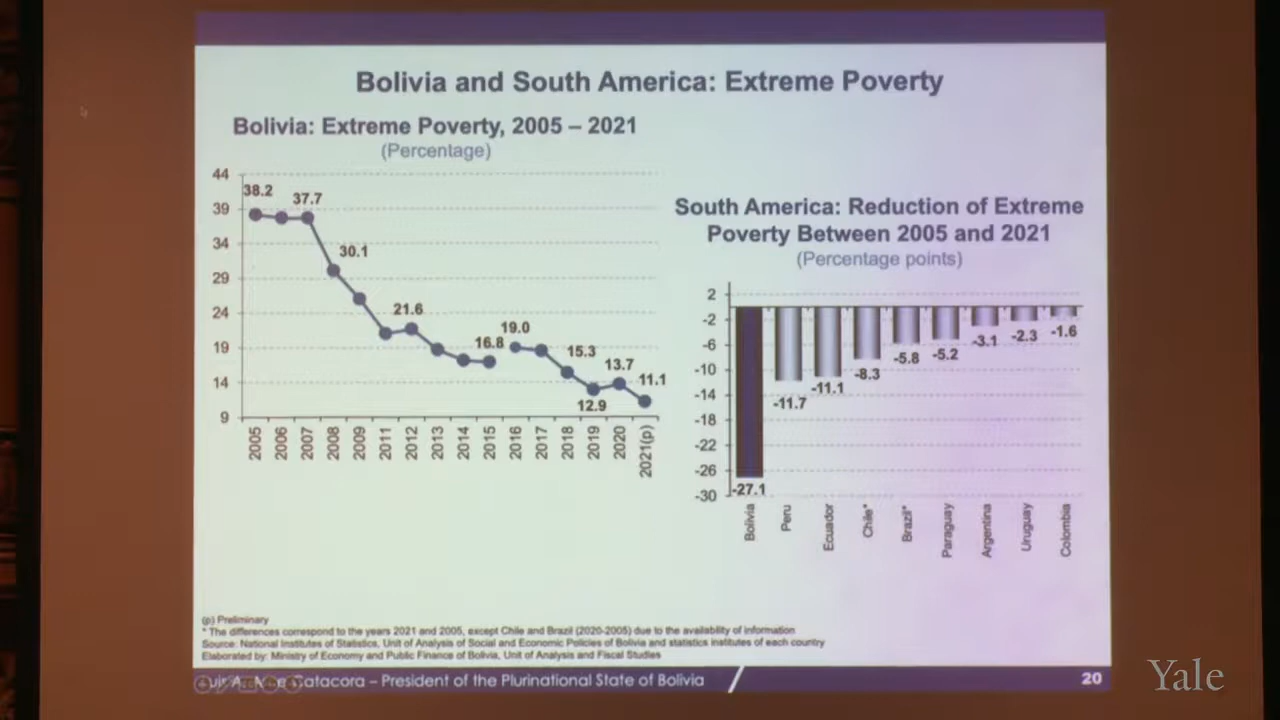 Bolivia and South America: Extreme Poverty
Bolivia: Extreme Poverty, 2005 – 2021
(Percentage)
44
39
34
29
24
19
14
9
38.2
37.7
30.1
21.6
16.8
19.0
15.3
12.9
13.7
11.1
2005
2006
2007
2008
2009
2011
2012
2013
2014
2015
2016
2017
2018
2019
2020
2021(p)
South America: Reduction of Extreme
Poverty Between 2005 and 2021
(Percentage points)
2
-2
-6
-10
-14
-18
-22
-26
-30
-27.1
-11.7
-11.1
-8.3
-5.8
-5.2
-3.1
-2.3
-1.6
Bolivia
Peru
Ecuador
Chile*
Brazil*
Paraguay
Argentina
Uruguay
Colombia
(p) Preliminary
* The differences correspond to the years 2021 and 2005, except Chile and Brazil (2020-2005) due to the availability of information
Source: National Institutes of Statistics, Unit of Analysis of Social and Economic Policies of Bolivia and statistics institutes of each country
Elaborated by: Ministry of Economy and Public Finance of Bolivia, Unit of Analysis and Fiscal Studies
Catacora – President of the Plurinational State of Bolivia
20
Yale